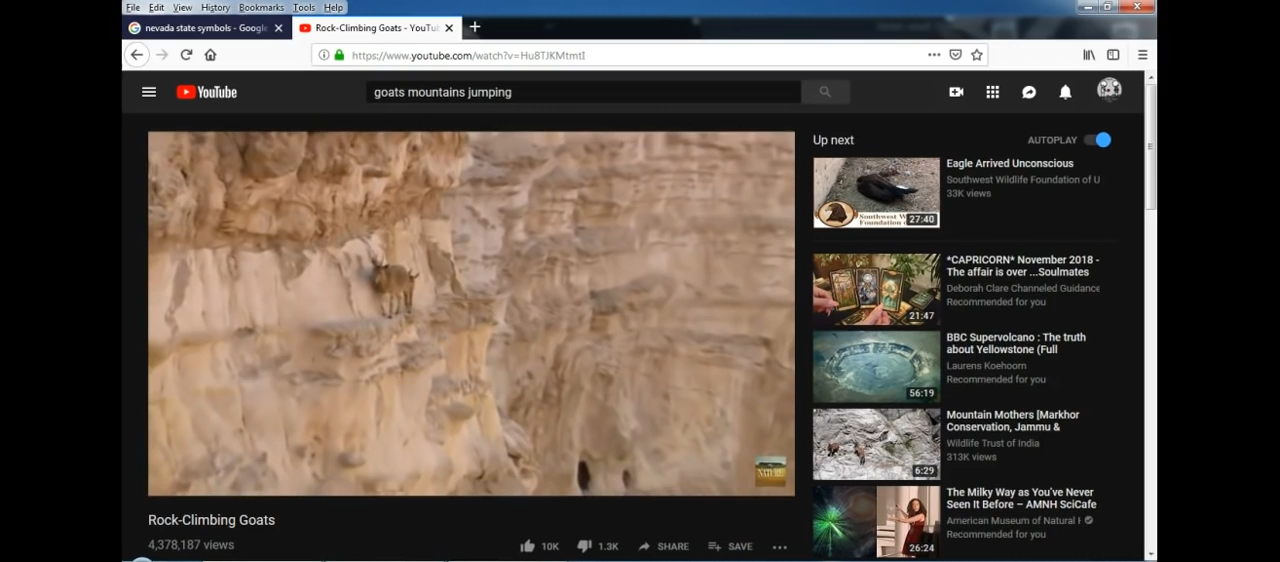 File Edit View History Bookmarks Tools Help
nevada state symbols - Google
Rock-Climbing Goats - YouTu
https://www.youtube.com/watch?v=Hu8TJKMtmtI
YouTube
goats mountains jumping
Up next
AUTOPLAY
Eagle Arrived Unconscious
Southwest Wildlife Foundation of U
33K views
27:40
*CAPRICORN* November 2018 -
The affair is over ...Soulmates
Deborah Clare Channeled Guidance
Recommended for you
21:47
BBC Supervolcano : The truth
about Yellowstone (Full
Laurens Koehoorn
Recommended for you
56:19
Mountain Mothers [Markhor
Conservation, Jammu &
Wildlife Trust of India
313K views
6:29
The Milky Way as You've Never
Seen It Before – AMNH SciCafe
American Museum of Natural H
Recommended for you
26:24
NATURE
Rock-Climbing Goats
4,378,187 views
10K
1.3K
SHARE
SAVE